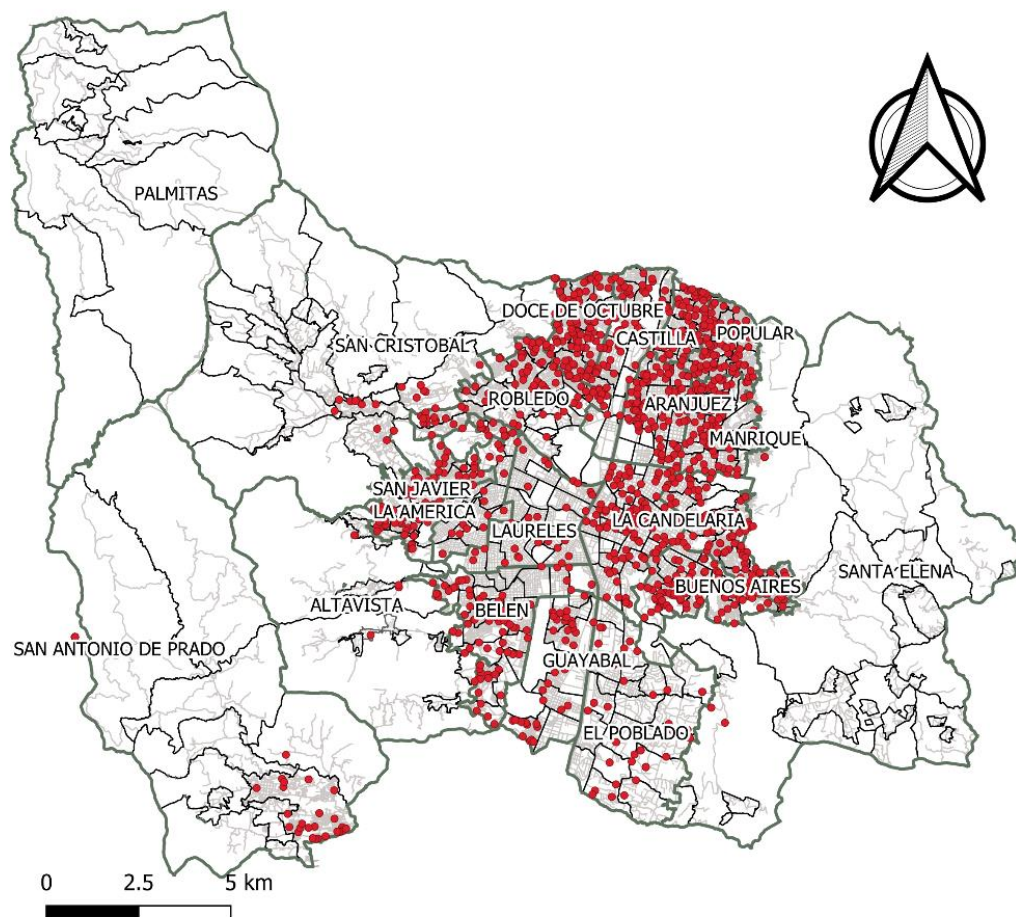 PALMITAS
DOCE DE OCTUBRE
CASTILLA
POPULAR
SAN CRISTOBAL
ROBLEDO
ARANJUEZ
MANRIQUE
SAN JAVIER
LA AMERICA
LAURELES
LA CANDELARIA
SANTA ELENA
BUENOS AIRES
ALTAVISTA
BELEN
SAN ANTONIO DE PRADO
GUAYABAL
EL POBLADO
0 2.5 5 km